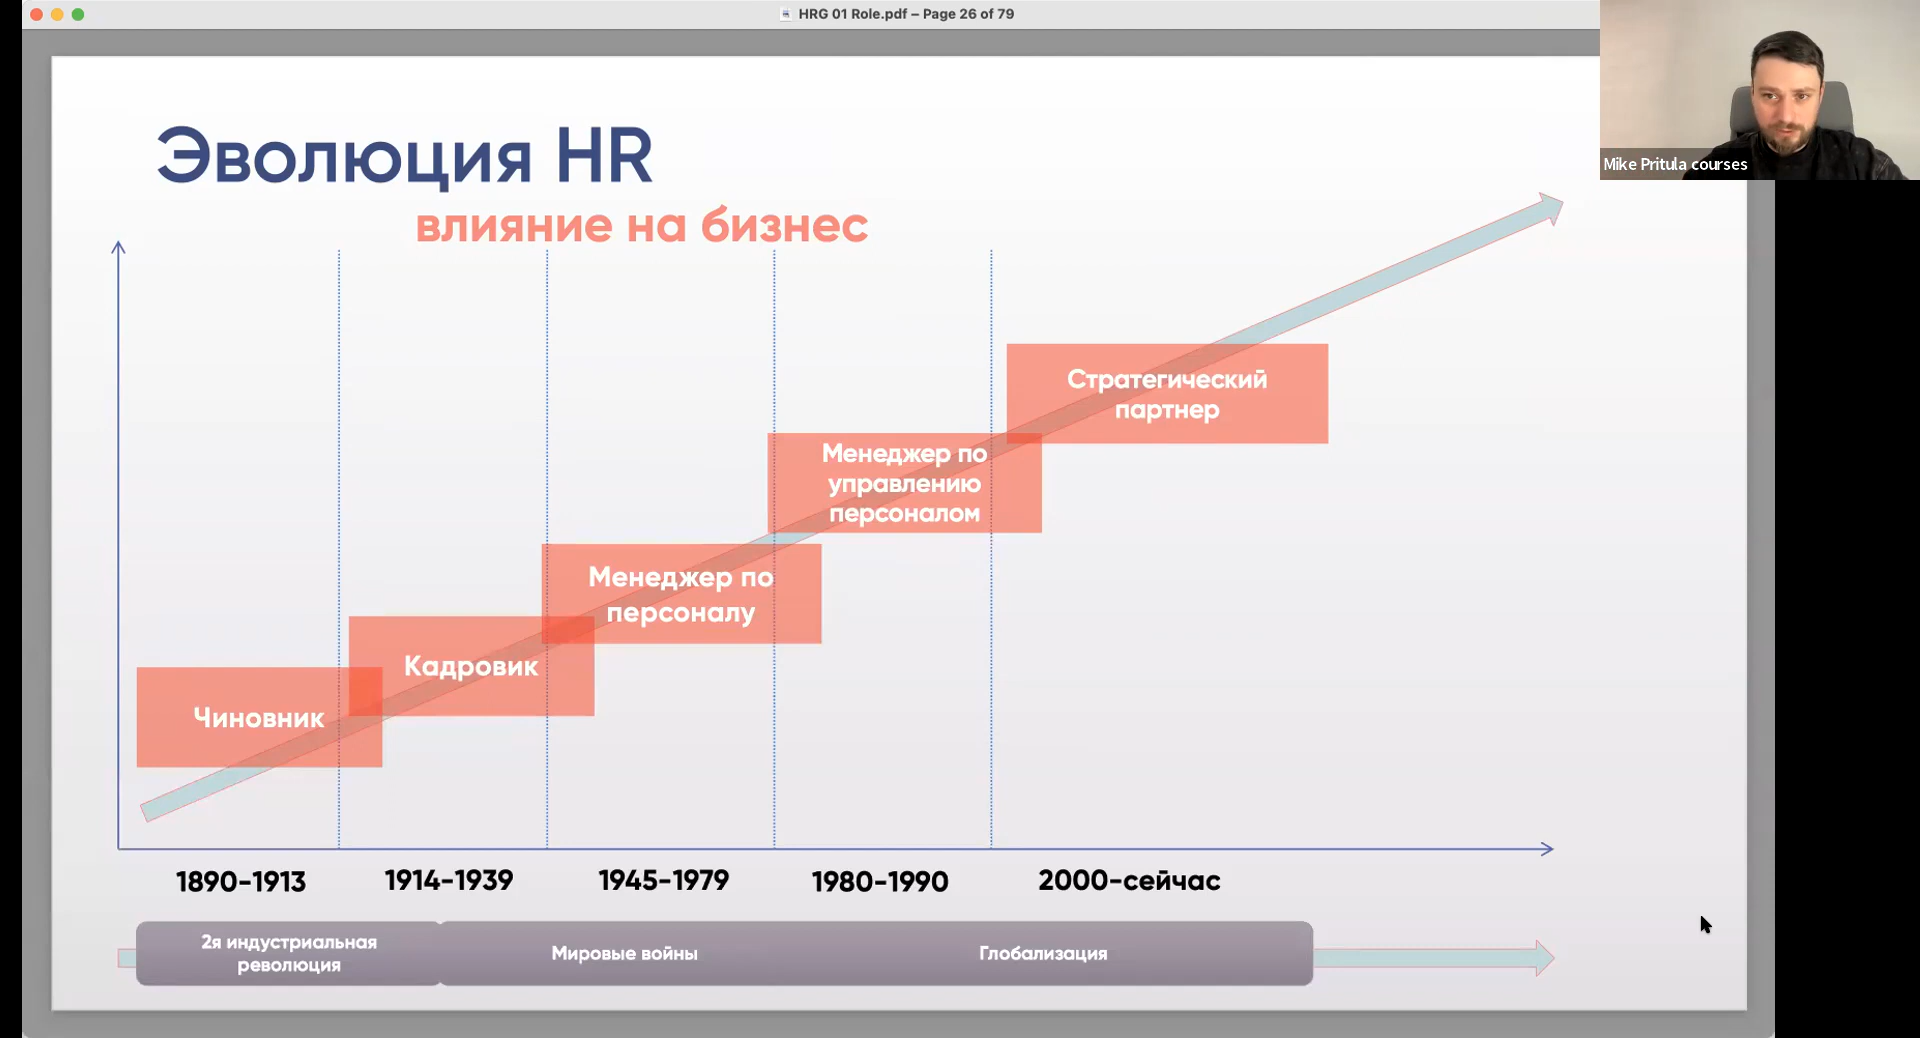 HRG 01 Role.pdf – Page 26 of 79
Mike Pritula courses
Эволюция HR
влияние на бизнес
Стратегический
партнер
Менеджер по
управлению
персоналом
Менеджер по
персоналу
Кадровик
Чиновник
1890-1913
1914-1939
1945-1979
1980-1990
2000-сейчас
2я индустриальная
революция
Мировые войны
Глобализация